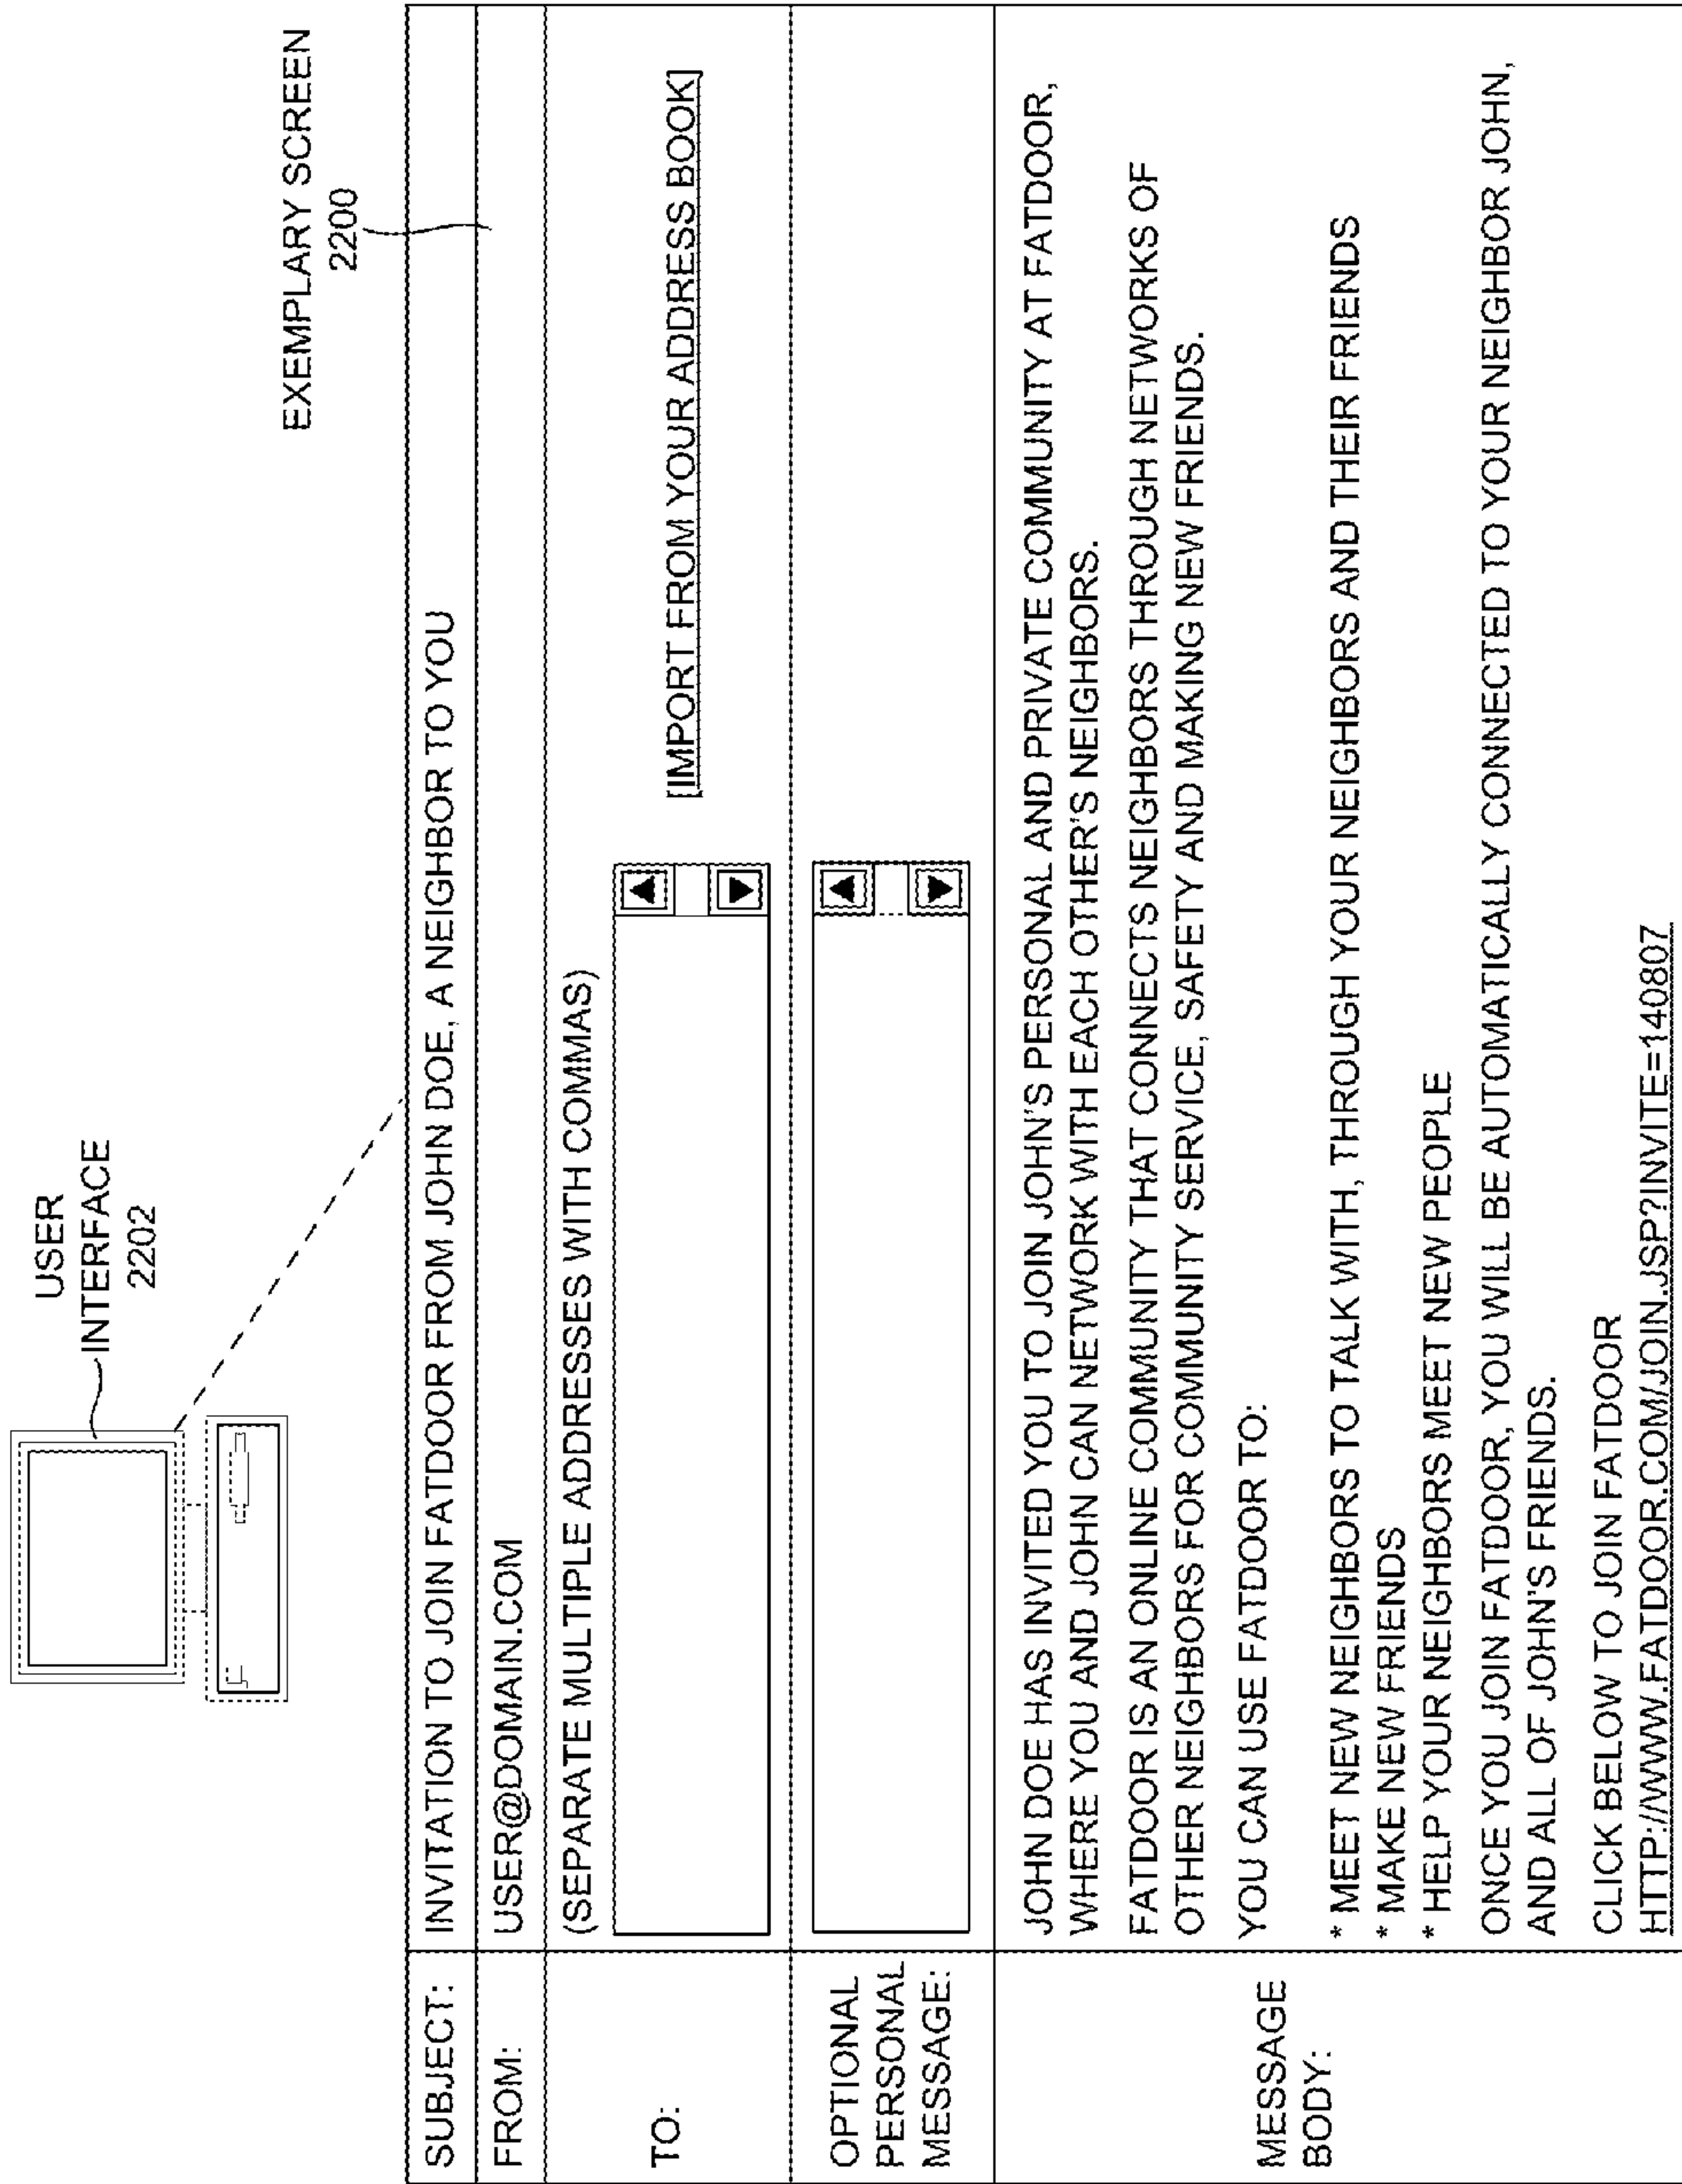 USER
INTERFACE
2202
EXEMPLARY SCREEN
2200
SUBJECT: INVITATION TO JOIN FATDOOR FROM JOHN DOE, A NEIGHBOR TO YOU
FROM: USER@DOMAIN.COM
TO:
(SEPARATE MULTIPLE ADDRESSES WITH COMMAS)
[IMPORT FROM YOUR ADDRESS BOOK]
OPTIONAL
PERSONAL
MESSAGE:
MESSAGE
BODY:
JOHN DOE HAS INVITED YOU TO JOIN JOHN'S PERSONAL AND PRIVATE COMMUNITY AT FATDOOR,
WHERE YOU AND JOHN CAN NETWORK WITH EACH OTHER'S NEIGHBORS.
FATDOOR IS AN ONLINE COMMUNITY THAT CONNECTS NEIGHBORS THROUGH NETWORKS OF
OTHER NEIGHBORS FOR COMMUNITY SERVICE, SAFETY AND MAKING NEW FRIENDS.
YOU CAN USE FATDOOR TO:
* MEET NEW NEIGHBORS TO TALK WITH, THROUGH YOUR NEIGHBORS AND THEIR FRIENDS
* MAKE NEW FRIENDS
* HELP YOUR NEIGHBORS MEET NEW PEOPLE
ONCE YOU JOIN FATDOOR, YOU WILL BE AUTOMATICALLY CONNECTED TO YOUR NEIGHBOR JOHN,
AND ALL OF JOHN'S FRIENDS.
CLICK BELOW TO JOIN FATDOOR
HTTP://WWW.FATDOOR.COM/JOIN.JSP?INVITE=140807